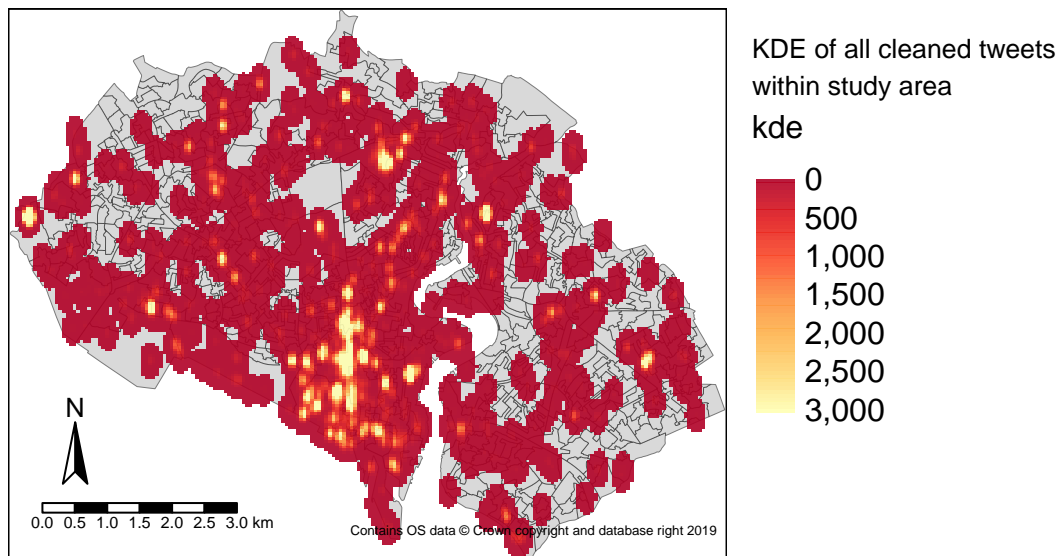 KDE of all cleaned tweets
within study area
kde
0
500
1,000
1,500
2,000
2,500
3,000
N
0.0 0.5 1.0 1.5 2.0 2.5 3.0 km
Contains OS data © Crown copyright and database right 2019